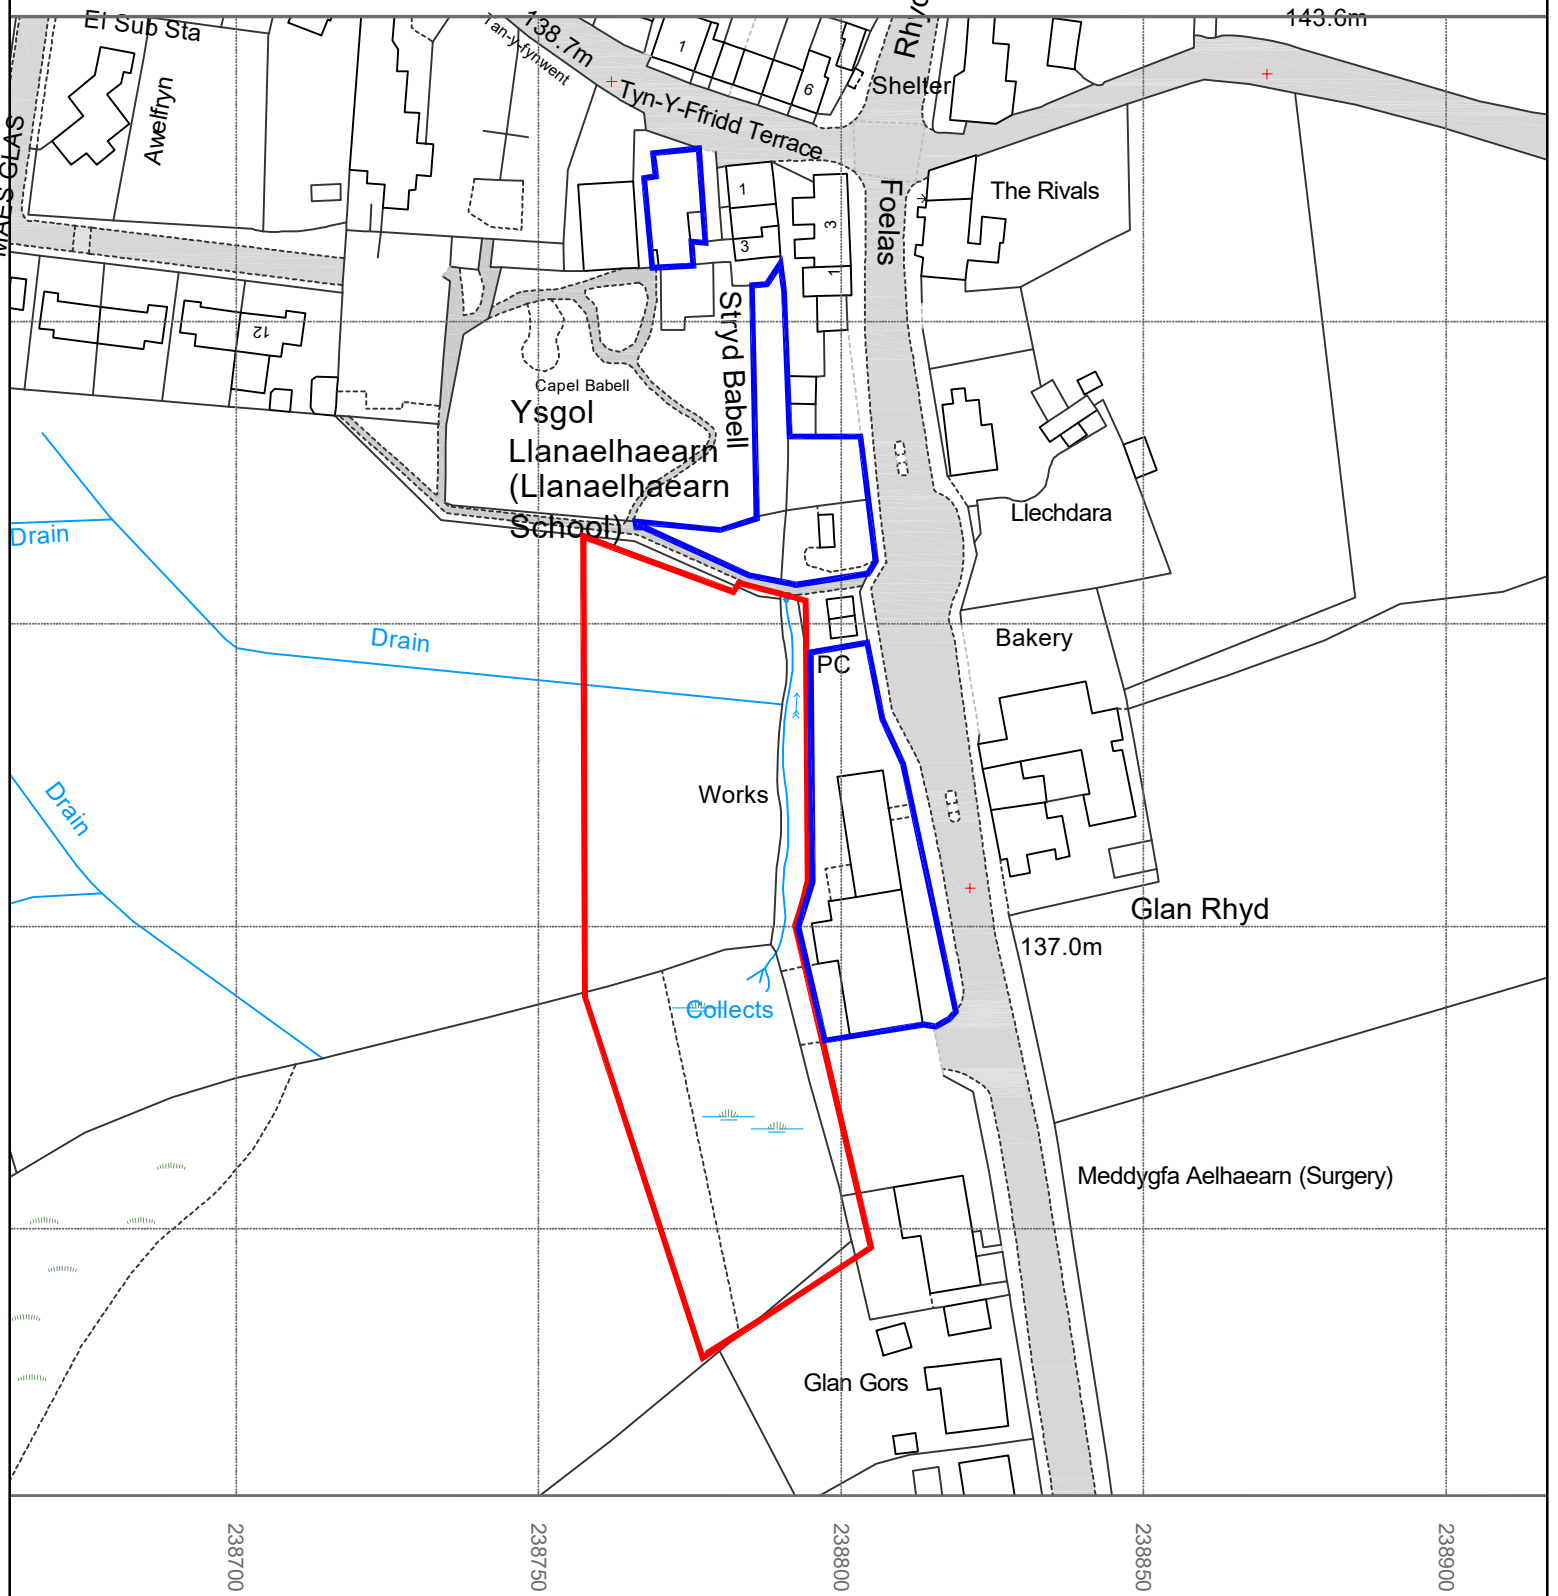 El Sub Sta
138.7m
Tan-y-fynwent
143.6m
1
6
Rhyd
Shelter
Tyn-Y-Ffridd Terrace
Awelfryn
MAES GLAS
1
3
3
1
Foelas
The Rivals
12
Stryd Babell
Capel Babell
Ysgol
Llanaelhaearn
(Llanaelhaearn
School)
Llechdara
Drain
Drain
Bakery
PC
Works
Drain
Glan Rhyd
137.0m
Collects
Meddygfa Aelhaearn (Surgery)
Glan Gors
238700
238750
238800
238850
238900